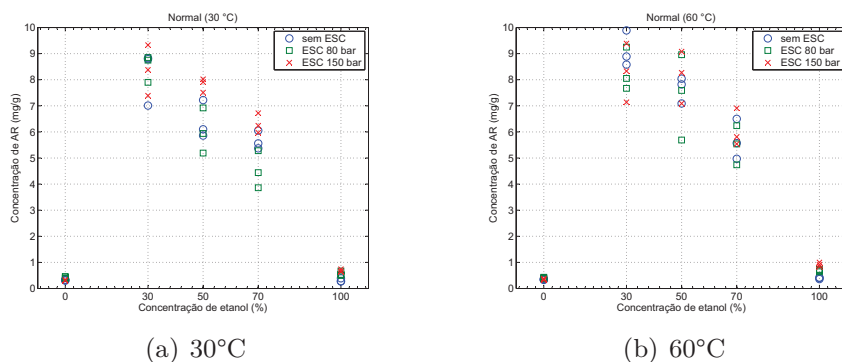 Normal (30 °C)
10
9
8
7
6
5
4
3
2
1
0
Concentração de AR (mg/g)
sem ESC
ESC 80 bar
ESC 150 bar
0 30 50 70 100
Concentração de etanol (%)
(a) 30°C
Normal (60 °C)
10
9
8
7
6
5
4
3
2
1
0
Concentração de AR (mg/g)
sem ESC
ESC 80 bar
ESC 150 bar
0 30 50 70 100
Concentração de etanol (%)
(b) 60°C